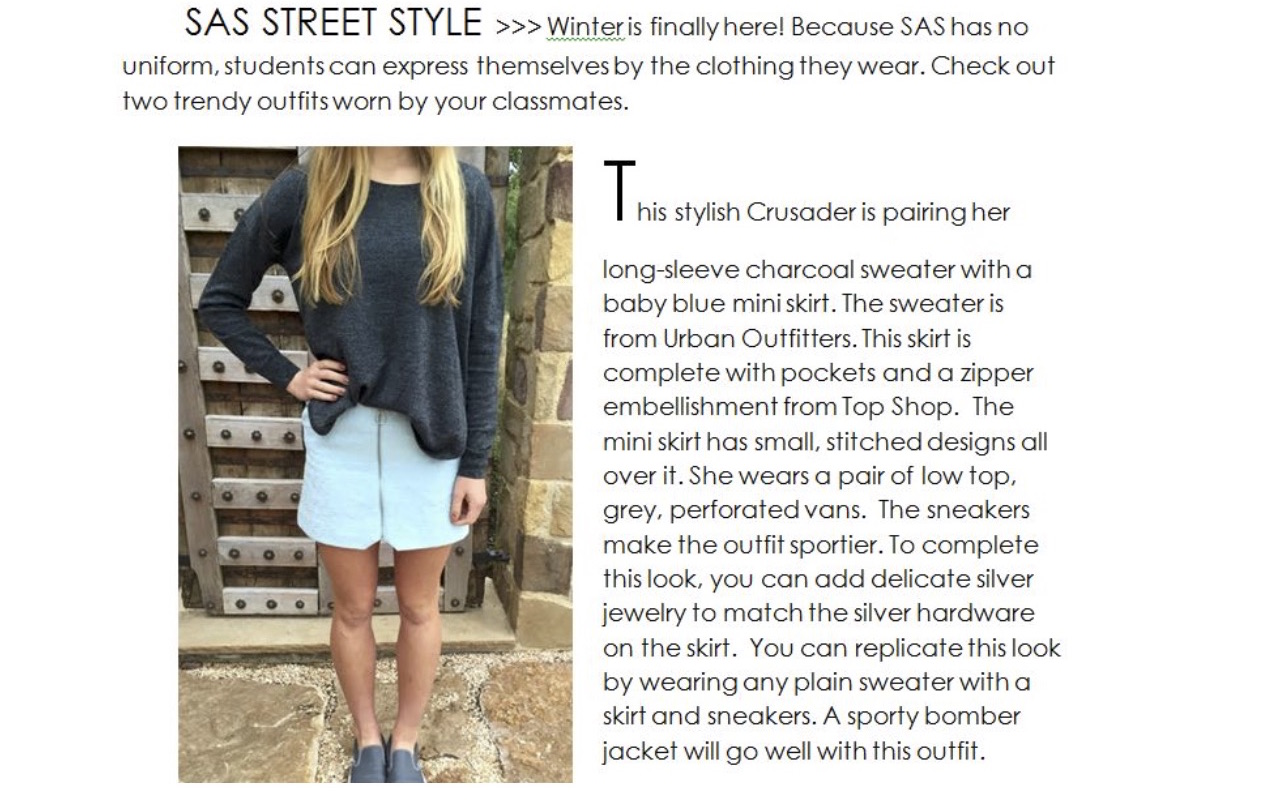 SAS STREET STYLE >>> Winter is finally here! Because SAS has no
uniform, students can express themselves by the clothing they wear. Check out
two trendy outfits worn by your classmates.
This stylish Crusader is pairing her
long-sleeve charcoal sweater with a
baby blue mini skirt. The sweater is
from Urban Outfitters. This skirt is
complete with pockets and a zipper
embellishment from Top Shop.  The
mini skirt has small, stitched designs all
over it. She wears a pair of low top,
grey, perforated vans.  The sneakers
make the outfit sportier. To complete
this look, you can add delicate silver
jewelry to match the silver hardware
on the skirt.  You can replicate this look
by wearing any plain sweater with a
skirt and sneakers. A sporty bomber
jacket will go well with this outfit.